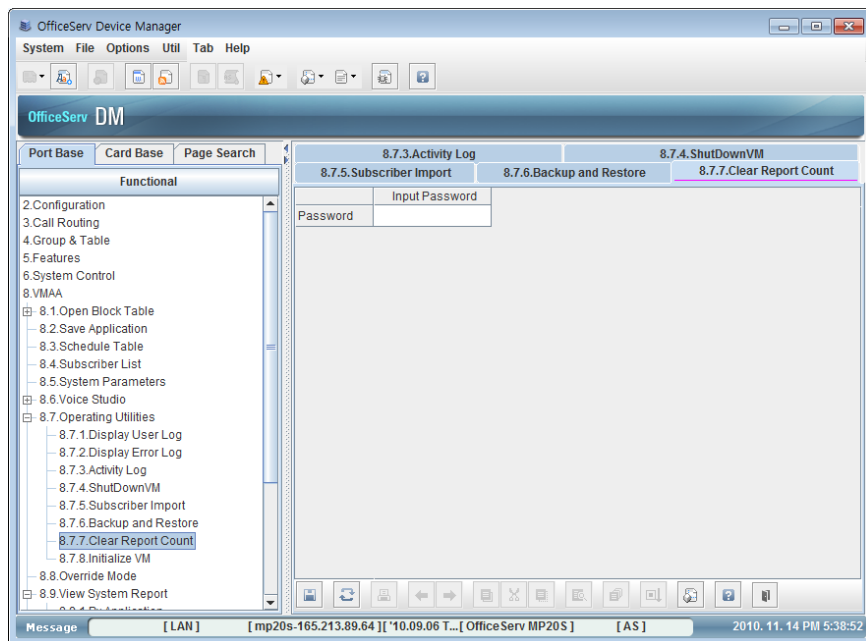 OfficeServ Device Manager
System File Options Util Tab Help
OfficeServ DM
Port Base Card Base Page Search
Functional
2.Configuration
3.Call Routing
4.Group & Table
5.Features
6.System Control
8.VMAA
8.1.Open Block Table
8.2.Save Application
8.3.Schedule Table
8.4.Subscriber List
8.5.System Parameters
8.6.Voice Studio
8.7.Operating Utilities
8.7.1.Display User Log
8.7.2.Display Error Log
8.7.3.Activity Log
8.7.4.ShutDownVM
8.7.5.Subscriber Import
8.7.6.Backup and Restore
8.7.7.Clear Report Count
8.7.8.Initialize VM
8.8.Override Mode
8.9.View System Report
8.7.3.Activity Log 8.7.4.ShutDownVM
8.7.5.Subscriber Import 8.7.6.Backup and Restore 8.7.7.Clear Report Count
Input Password
Password
Message [ LAN ] [ mp20s-165.213.89.64 ][ '10.09.06 T...[ OfficeServ MP20S ] [ AS ] 2010. 11. 14 PM 5:38:52